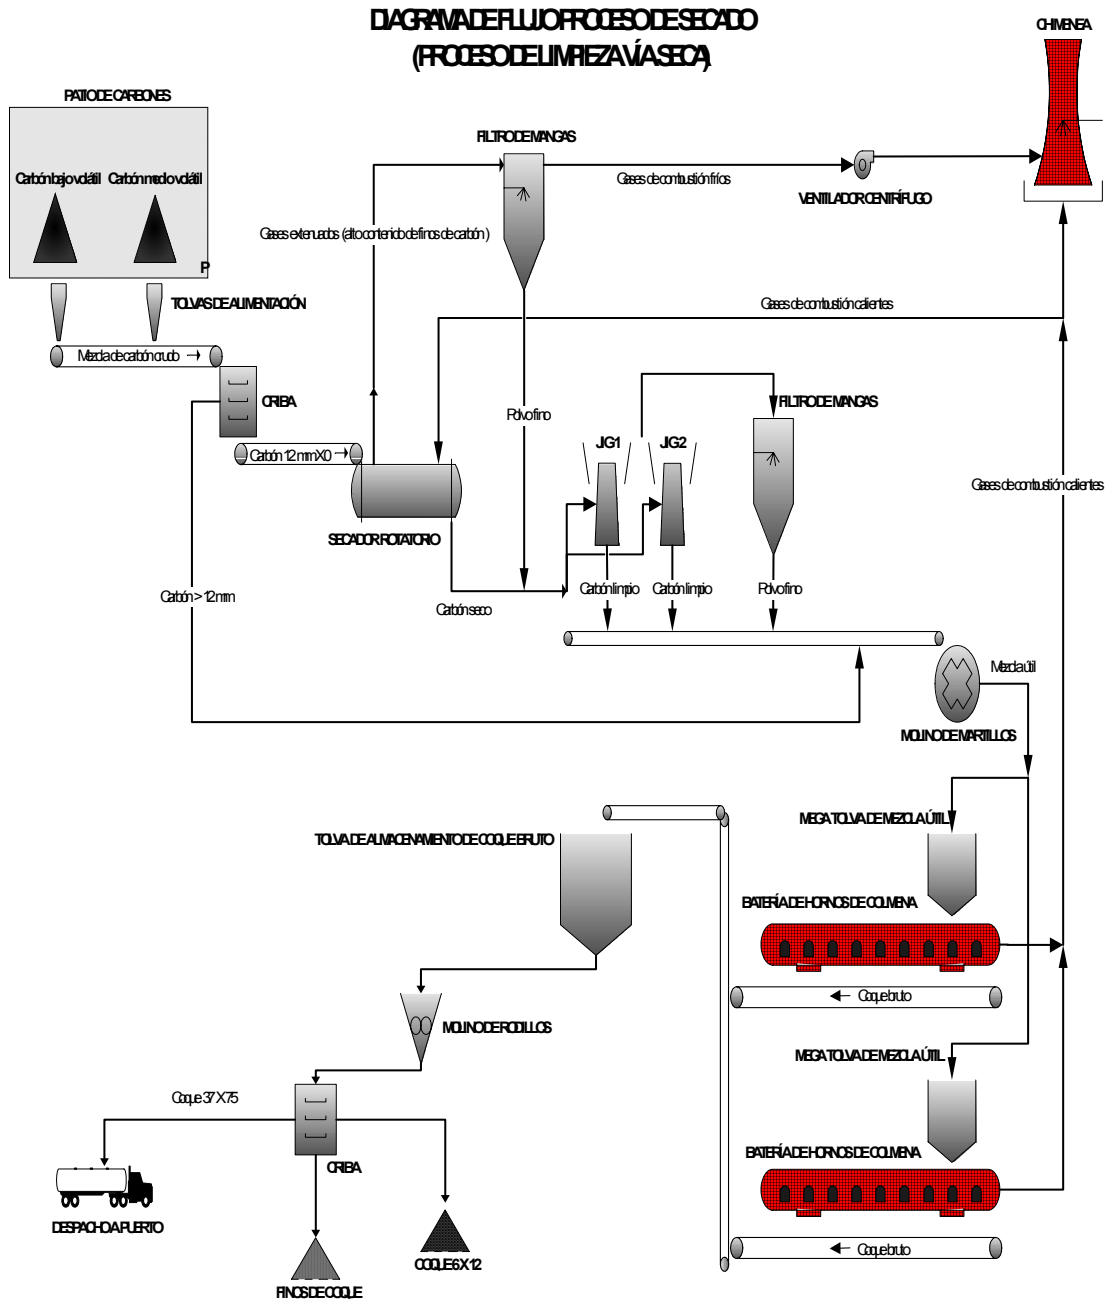 DIAGRAMA DE FLUJO PROCESO DE SECADO
(PROCESO DE LIMPIEZA VÍA SECA)
CHIMENEA
PATIO DE CARBONES
FILTRO DE MANGAS
Carbón bajo volátil
Carbón medio volátil
Gases de combustión fríos
VENTILADOR CENTRÍFUGO
Gases extenuados (alto contenido de finos de carbón)
P
TOLVAS DE ALIMENTACIÓN
Gases de combustión calientes
Mezcla de carbón crudo
CRIBA
FILTRO DE MANGAS
Polvo fino
JIG 1
JIG 2
Carbón 12 mm X 0
Gases de combustión calientes
SECADOR ROTATORIO
Carbón > 12 mm
Carbón seco
Carbón limpio
Carbón limpio
Polvo fino
Mezcla útil
MOLINO DE MARTILLOS
MEGA TOLVA DE MEZCLA ÚTIL
TOLVA DE ALMACENAMIENTO DE COQUE BRUTO
BATERÍA DE HORNOS DE COLMENA
Coque bruto
MOLINO DE RODILLOS
MEGA TOLVA DE MEZCLA ÚTIL
Coque 37 X 75
BATERÍA DE HORNOS DE COLMENA
CRIBA
DESPACHO A PUERTO
Coque bruto
COQUE 6 X 12
FINOS DE COQUE